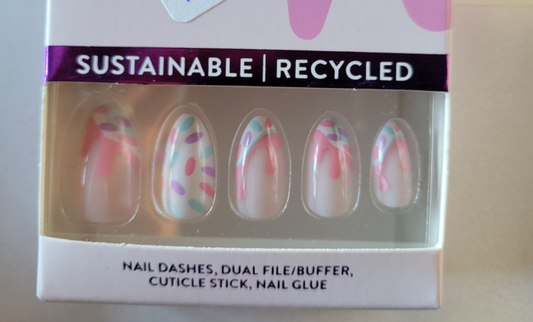 SUSTAINABLE | RECYCLED
NAIL DASHES, DUAL FILE/BUFFER,
CUTICLE STICK, NAIL GLUE